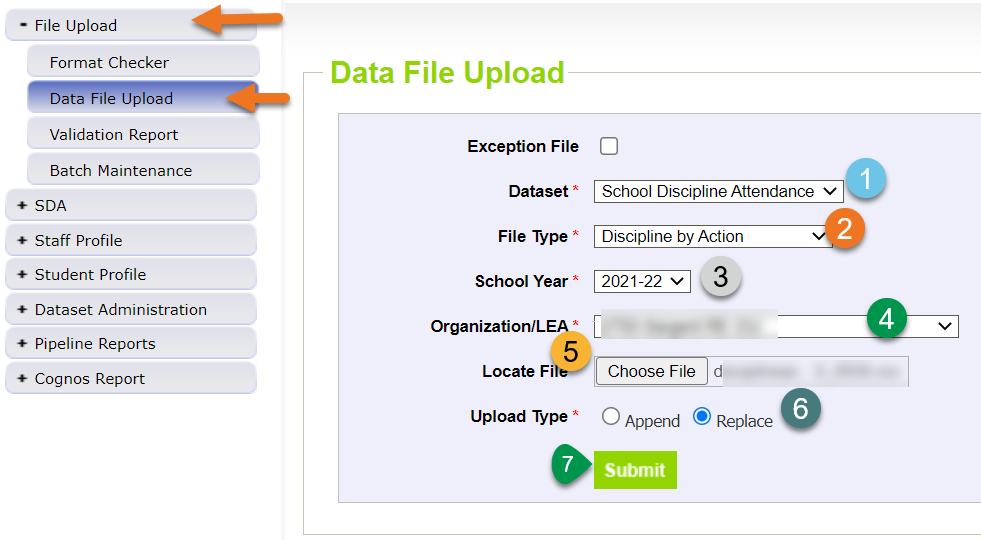 File Upload
Format Checker
Data File Upload
Validation Report
Batch Maintenance
+ SDA
+ Staff Profile
+ Student Profile
+ Dataset Administration
+ Pipeline Reports
+ Cognos Report
Data File Upload
Exception File
Dataset * School Discipline Attendance 1
File Type * Discipline by Action 2
School Year * 2021-22 3
Organization/LEA * 4
5
Locate File Choose File
Upload Type * Append Replace 6
7 Submit